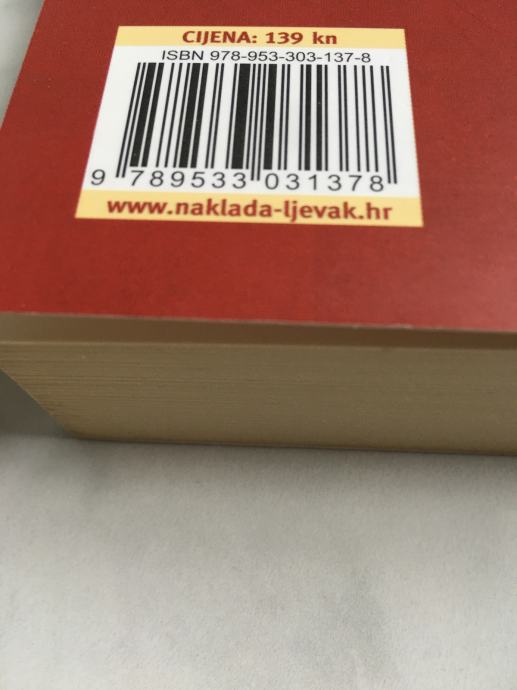 CIJENA: 139 kn
ISBN 978-953-303-137-8
9 789533 031378
www.naklada-ljevak.hr